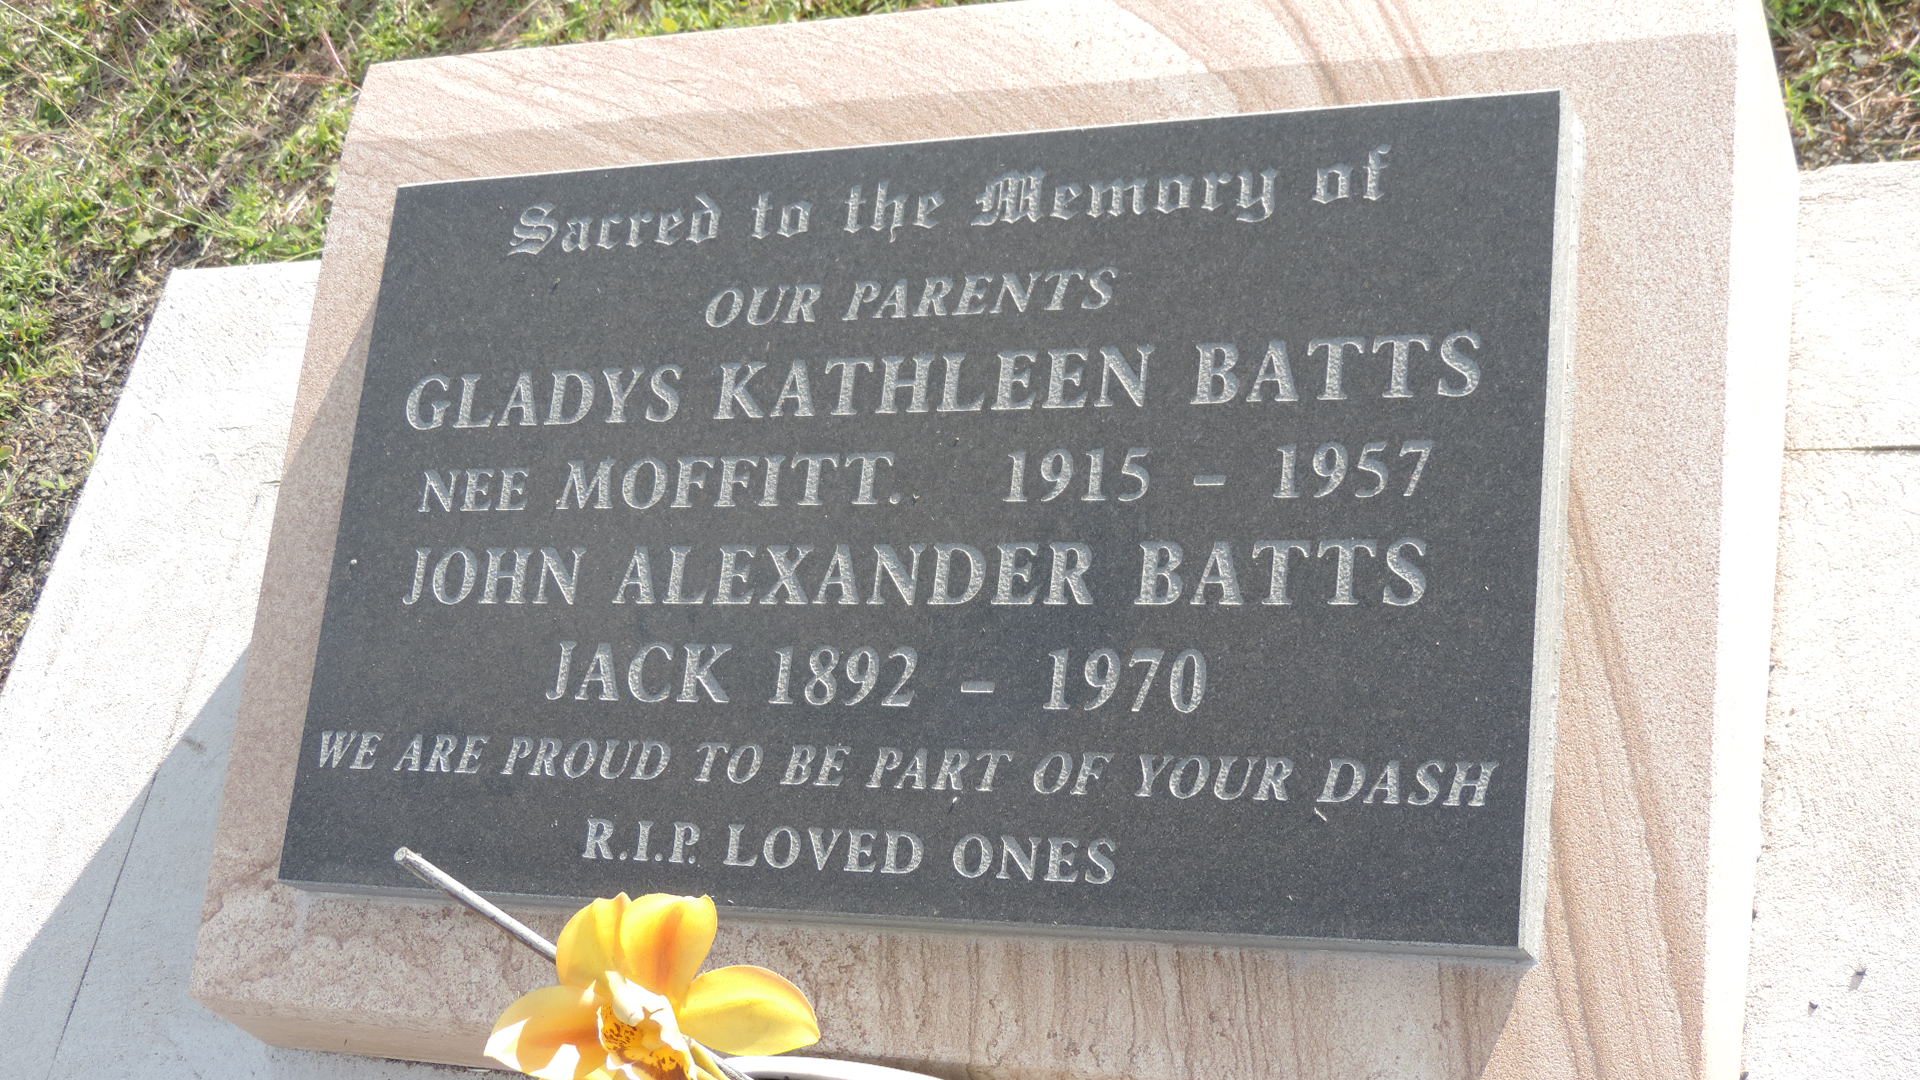 Sacred to the Memory of
OUR PARENTS
GLADYS KATHLEEN BATTS
NEE MOFFITT. 1915 - 1957
JOHN ALEXANDER BATTS
JACK 1892 - 1970
WE ARE PROUD TO BE PART OF YOUR DASH
R.I.P. LOVED ONES